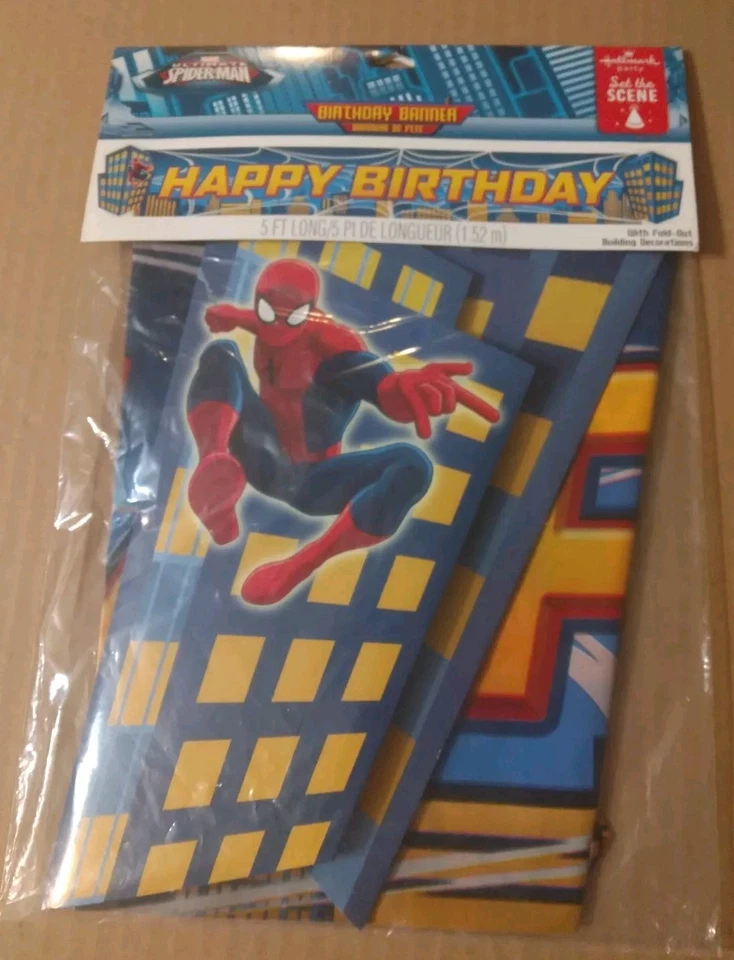 ULTIMATE
SPIDER-MAN
Hallmark
party
Set the
SCENE
BIRTHDAY BANNER
BANNIÈRE DE FÊTE
HAPPY BIRTHDAY
5 FT LONG/5 PI DE LONGUEUR (1.52 m)
With Fold-Out
Building Decorations